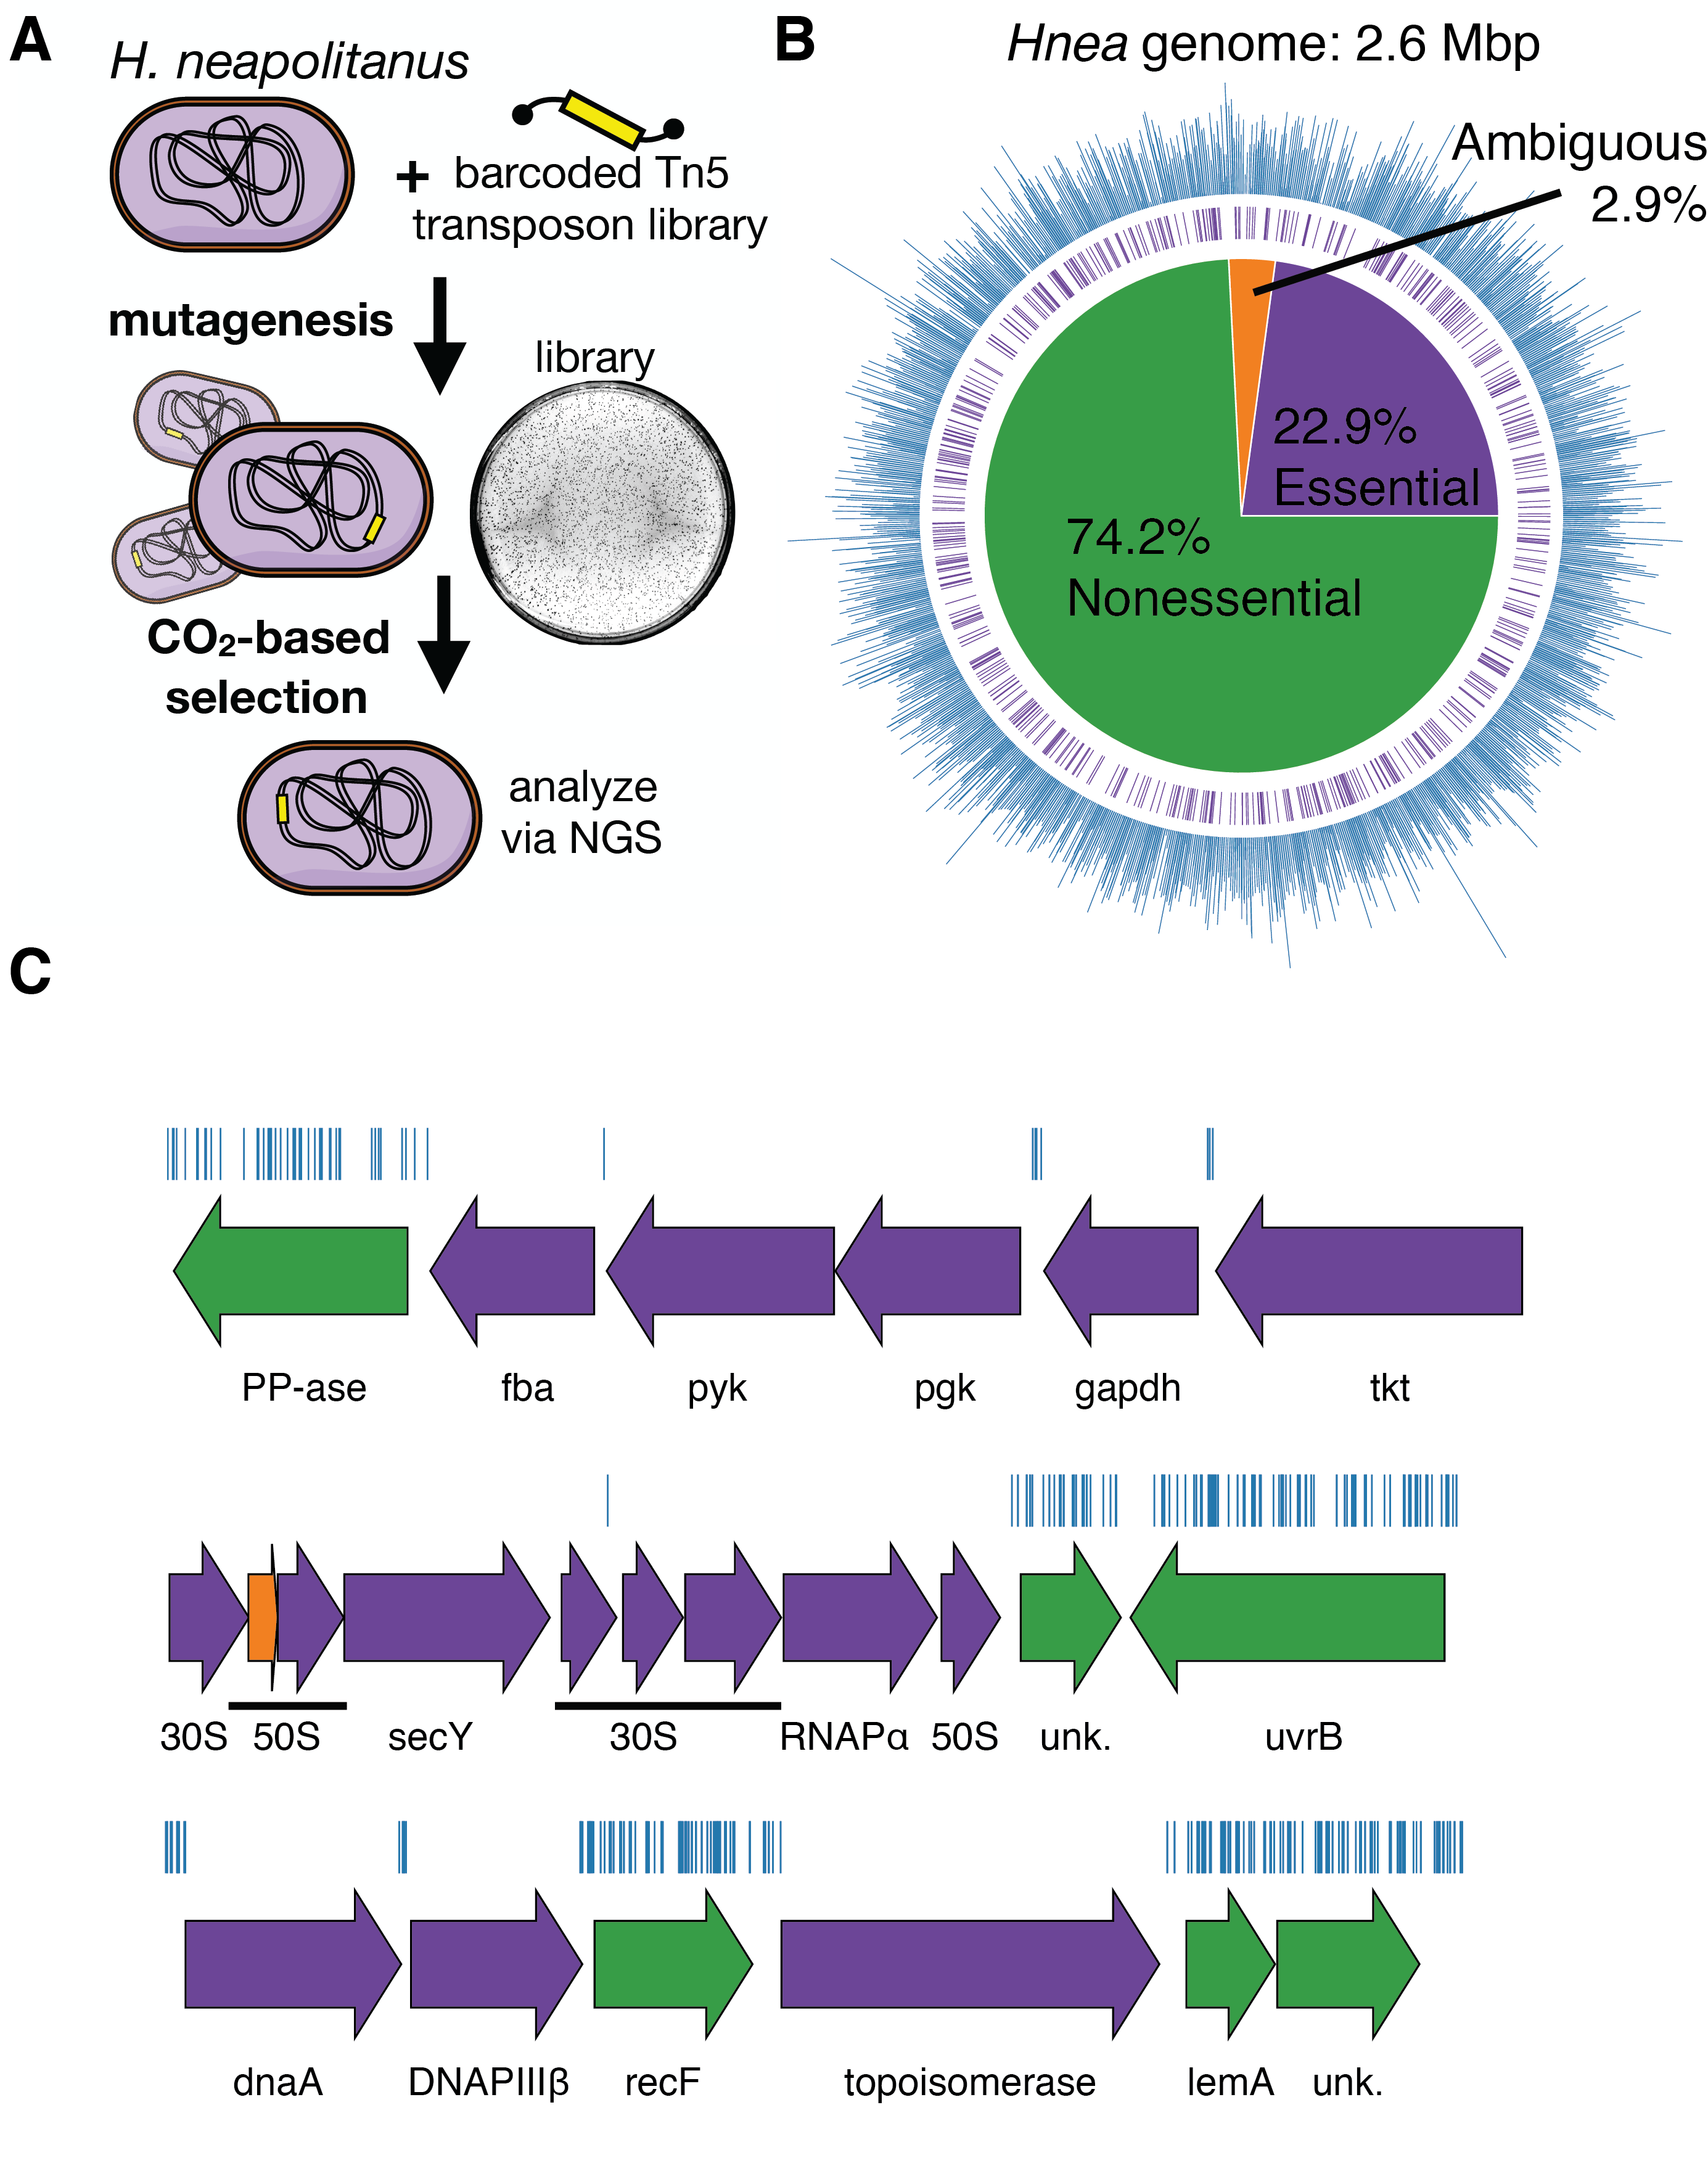 A
H. neapolitanus
+ barcoded Tn5
transposon library
mutagenesis
library
CO₂-based
selection
analyze
via NGS
B
Hnea genome: 2.6 Mbp
Ambiguous
2.9%
22.9%
Essential
74.2%
Nonessential
C
PP-ase fba pyk pgk gapdh tkt
30S 50S secY 30S RNAPα 50S unk. uvrB
dnaA DNAPIIIβ recF topoisomerase lemA unk.